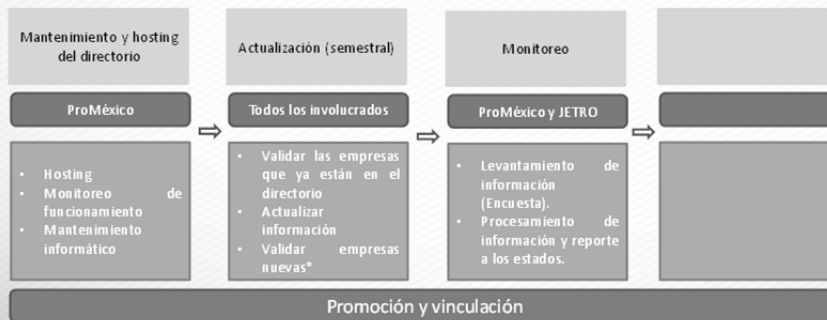 Mantenimiento y hosting
del directorio
ProMéxico
• Hosting
• Monitoreo de
funcionamiento
• Mantenimiento
informático
Actualización (semestral)
Todos los involucrados
• Validar las empresas
que ya están en el
directorio
• Actualizar
información
• Validar empresas
nuevas*
Monitoreo
ProMéxico y JETRO
• Levantamiento de
información
(Encuesta).
• Procesamiento de
información y reporte
a los estados.
Promoción y vinculación